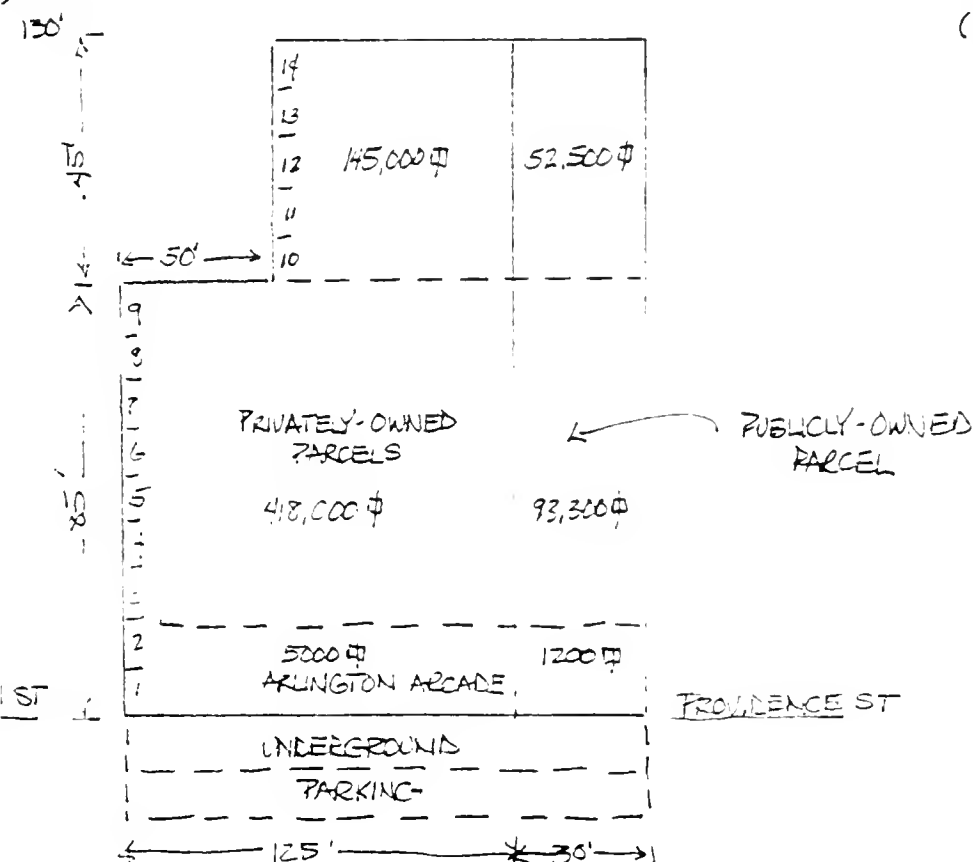 130'
14
13
12
11
10
145,000 ⏍
52,500 ⏍
50'
9
8
7
6
5
PRIVATELY-OWNED
PARCELS
PUBLICLY-OWNED
PARCEL
85'
418,000 ⏍
93,300 ⏍
2
1
5000 ⏍
1200 ⏍
ARLINGTON ARCADE
ST
PROVIDENCE ST
UNDERGROUND
PARKING
125'
30'